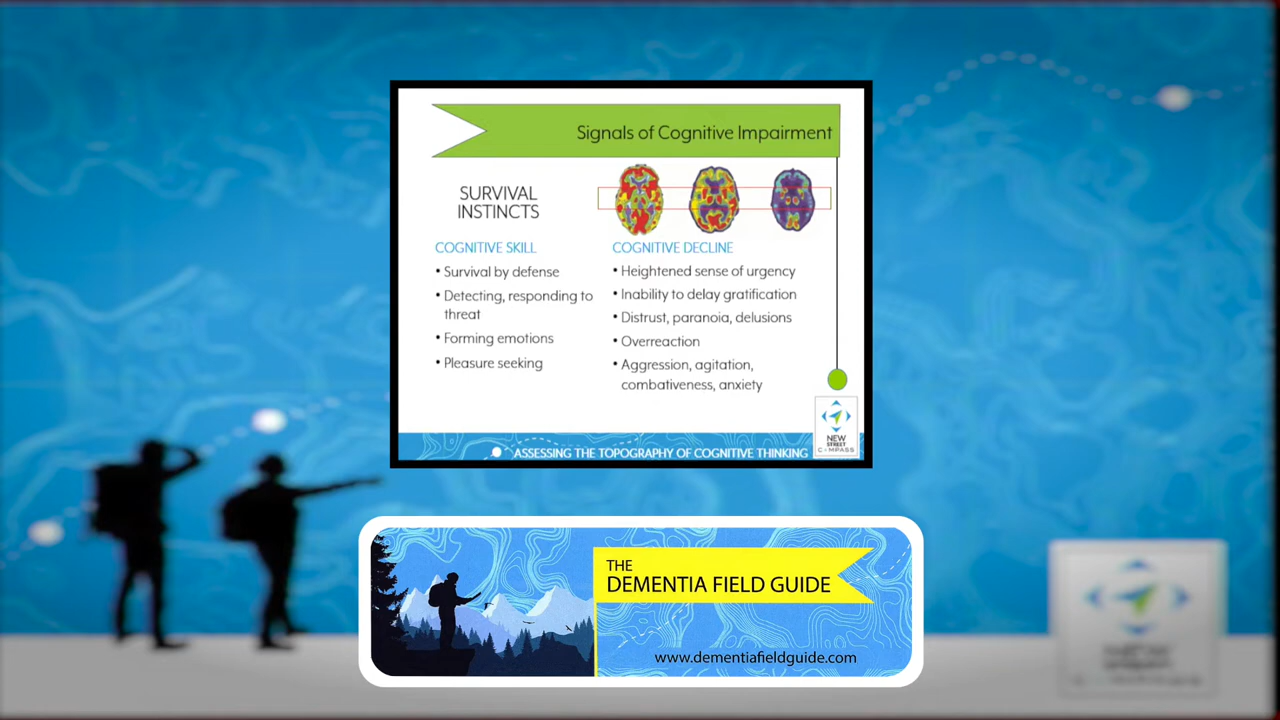 Signals of Cognitive Impairment
SURVIVAL
INSTINCTS
COGNITIVE SKILL
• Survival by defense
• Detecting, responding to
threat
• Forming emotions
• Pleasure seeking
COGNITIVE DECLINE
• Heightened sense of urgency
• Inability to delay gratification
• Distrust, paranoia, delusions
• Overreaction
• Aggression, agitation,
combativeness, anxiety
NEW
STREET
COMPASS
ASSESSING THE TOPOGRAPHY OF COGNITIVE THINKING
THE
DEMENTIA FIELD GUIDE
www.dementiafieldguide.com